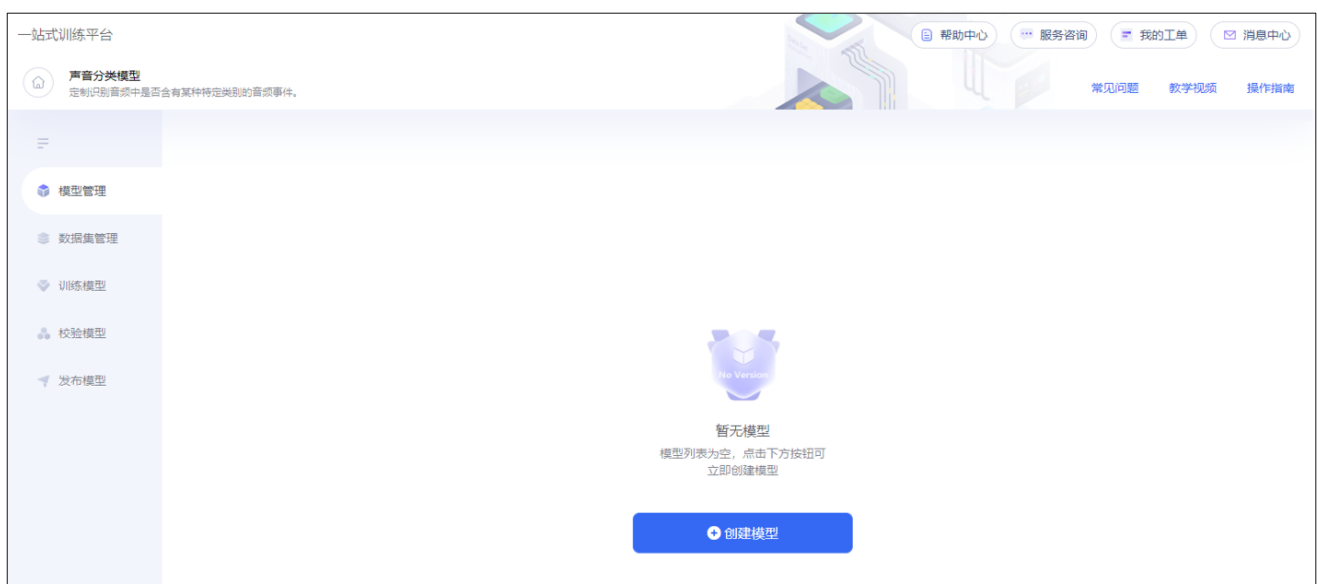 一站式训练平台
帮助中心
服务咨询
我的工单
消息中心
声音分类模型
定制识别音频中是否含有某种特定类别的音频事件。
常见问题
教学视频
操作指南
模型管理
数据集管理
训练模型
校验模型
发布模型
No Version
暂无模型
模型列表为空，点击下方按钮可
立即创建模型
创建模型